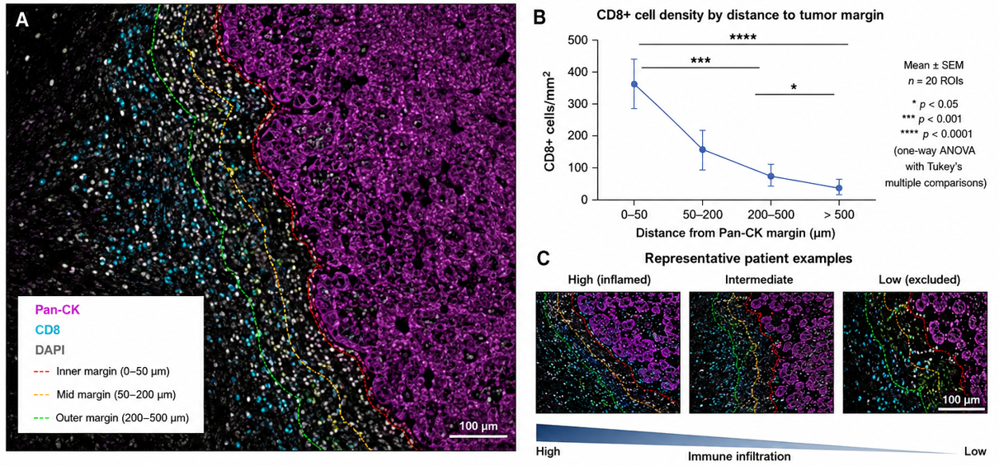 A
Pan-CK
CD8
DAPI
Inner margin (0–50 µm)
Mid margin (50–200 µm)
Outer margin (200–500 µm)
100 µm
B
CD8+ cell density by distance to tumor margin
CD8+ cells/mm²
500
400
300
200
100
0
****
***
*
0–50
50–200
200–500
> 500
Distance from Pan-CK margin (µm)
Mean ± SEM
n = 20 ROIs
* p < 0.05
*** p < 0.001
**** p < 0.0001
(one-way ANOVA
with Tukey's
multiple comparisons)
C
Representative patient examples
High (inflamed)
Intermediate
Low (excluded)
100 µm
High
Immune infiltration
Low